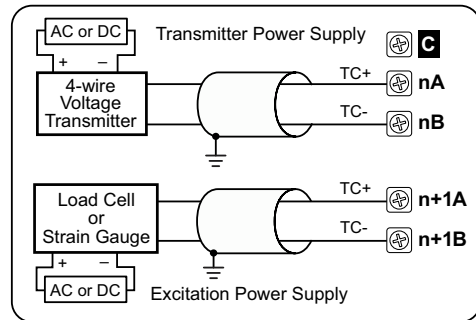 AC or DC
Transmitter Power Supply
C
+ –
4-wire
Voltage
Transmitter
TC+
nA
TC-
nB
Load Cell
or
Strain Gauge
TC+
n+1A
TC-
n+1B
+ –
AC or DC
Excitation Power Supply